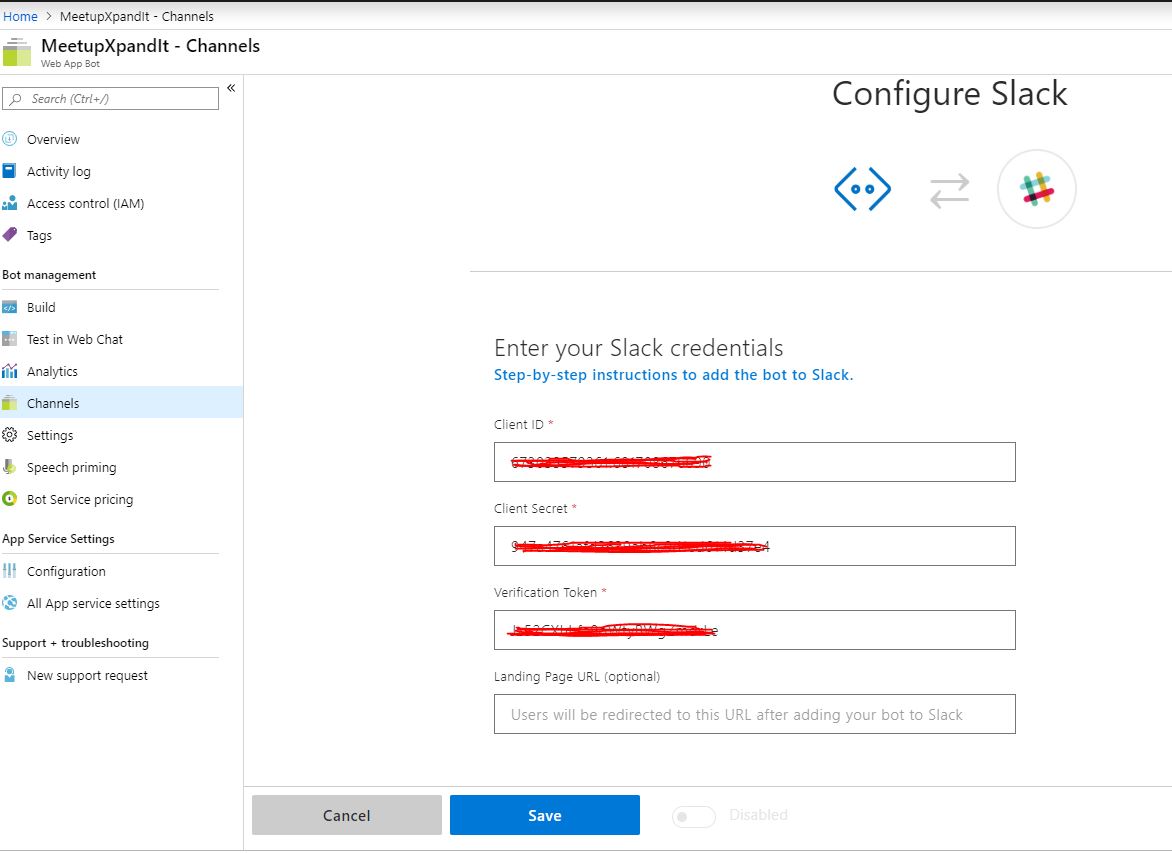 Home > MeetupXpandIt - Channels
MeetupXpandIt - Channels
Web App Bot
Search (Ctrl+/)
«
Overview
Activity log
Access control (IAM)
Tags
Bot management
Build
Test in Web Chat
Analytics
Channels
Settings
Speech priming
Bot Service pricing
App Service Settings
Configuration
All App service settings
Support + troubleshooting
New support request
Configure Slack
Enter your Slack credentials
Step-by-step instructions to add the bot to Slack.
Client ID *
Client Secret *
Verification Token *
Landing Page URL (optional)
Users will be redirected to this URL after adding your bot to Slack
Cancel
Save
Disabled